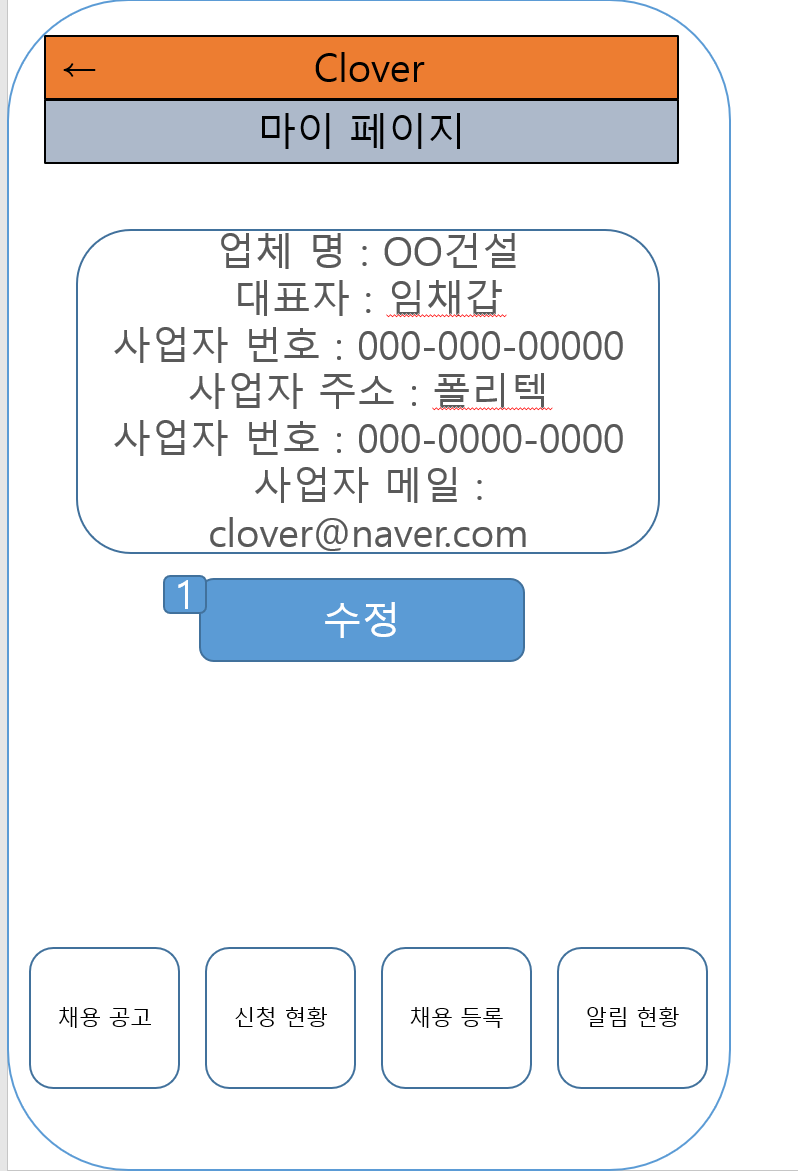 ← Clover
마이 페이지
업체 명 : OO건설
대표자 : 임채갑
사업자 번호 : 000-000-00000
사업자 주소 : 폴리텍
사업자 번호 : 000-0000-0000
사업자 메일 :
clover@naver.com
1
수정
채용 공고
신청 현황
채용 등록
알림 현황